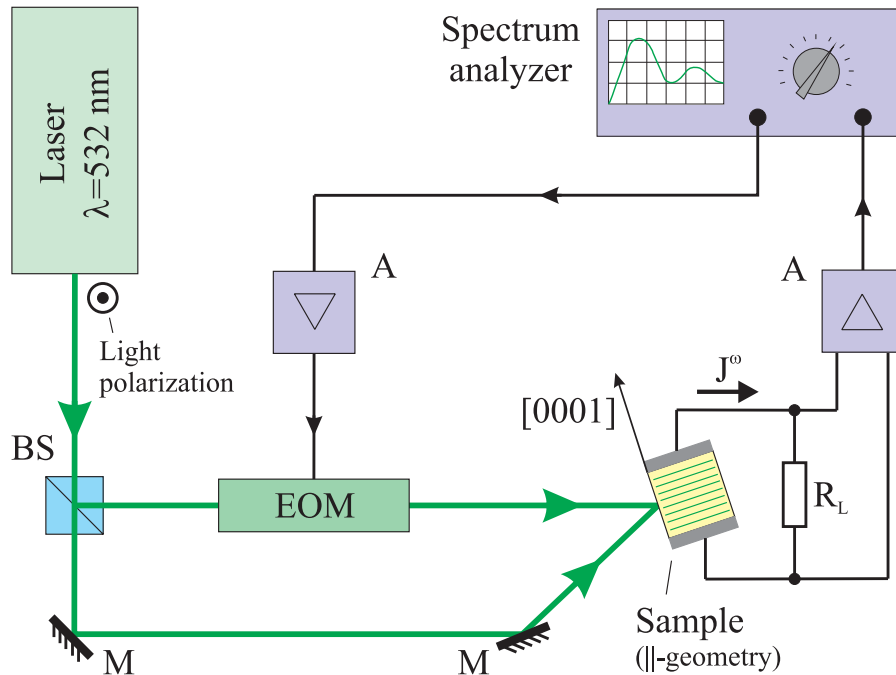 Spectrum
analyzer
Laser
λ=532 nm
A
A
Light
polarization
J^ω
[0001]
BS
EOM
R_L
M
M
Sample
(||-geometry)